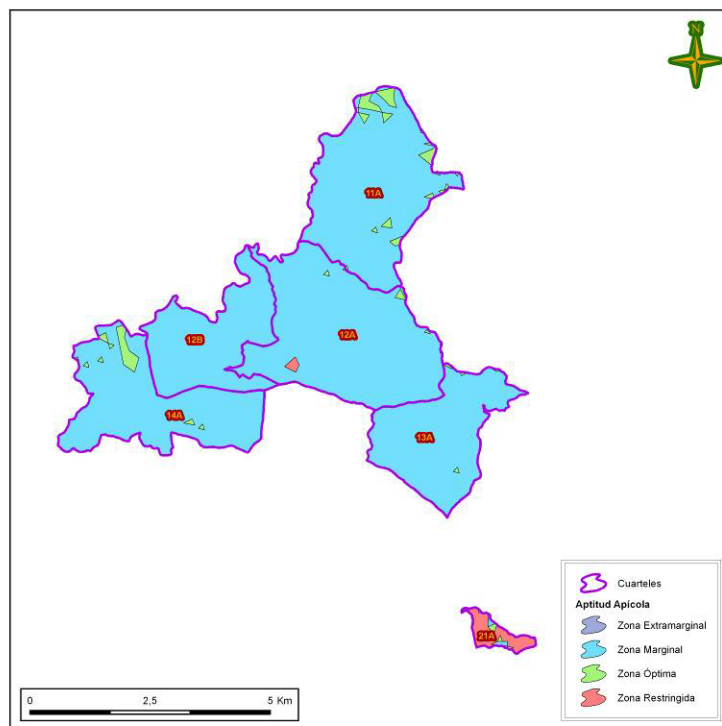 N
11A
12A
12B
14A
13A
21A
Cuarteles
Aptitud Apícola
Zona Extramarginal
Zona Marginal
Zona Óptima
Zona Restringida
0 2,5 5 Km